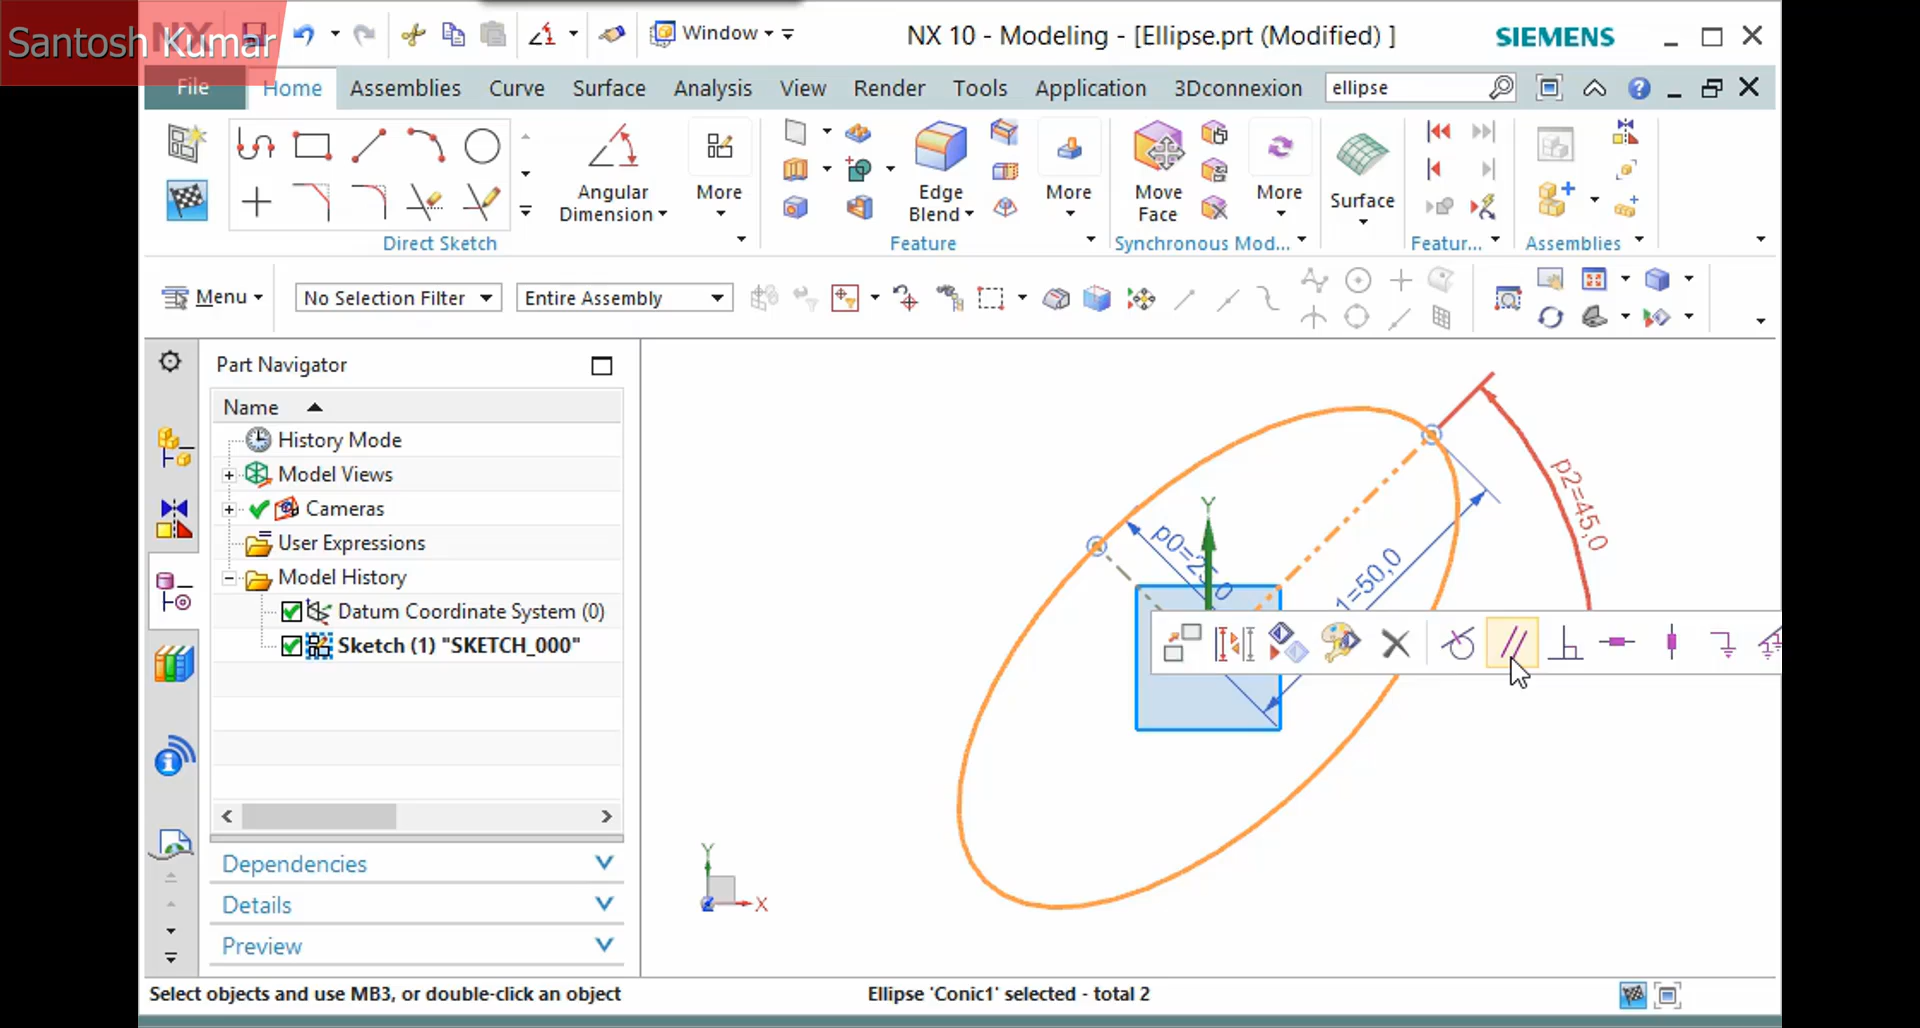 Santosh Kumar
NX
Window
NX 10 - Modeling - [Ellipse.prt (Modified) ]
SIEMENS
File
Home
Assemblies
Curve
Surface
Analysis
View
Render
Tools
Application
3Dconnexion
ellipse
Angular
Dimension
More
Edge
Blend
More
Move
Face
More
Surface
Direct Sketch
Feature
Synchronous Mod...
Featur...
Assemblies
Menu
No Selection Filter
Entire Assembly
Part Navigator
Name
History Mode
Model Views
Cameras
User Expressions
Model History
Datum Coordinate System (0)
Sketch (1) "SKETCH_000"
Dependencies
Details
Preview
p2=45,0
Y
1=50,0
Y
X
Select objects and use MB3, or double-click an object
Ellipse 'Conic1' selected - total 2